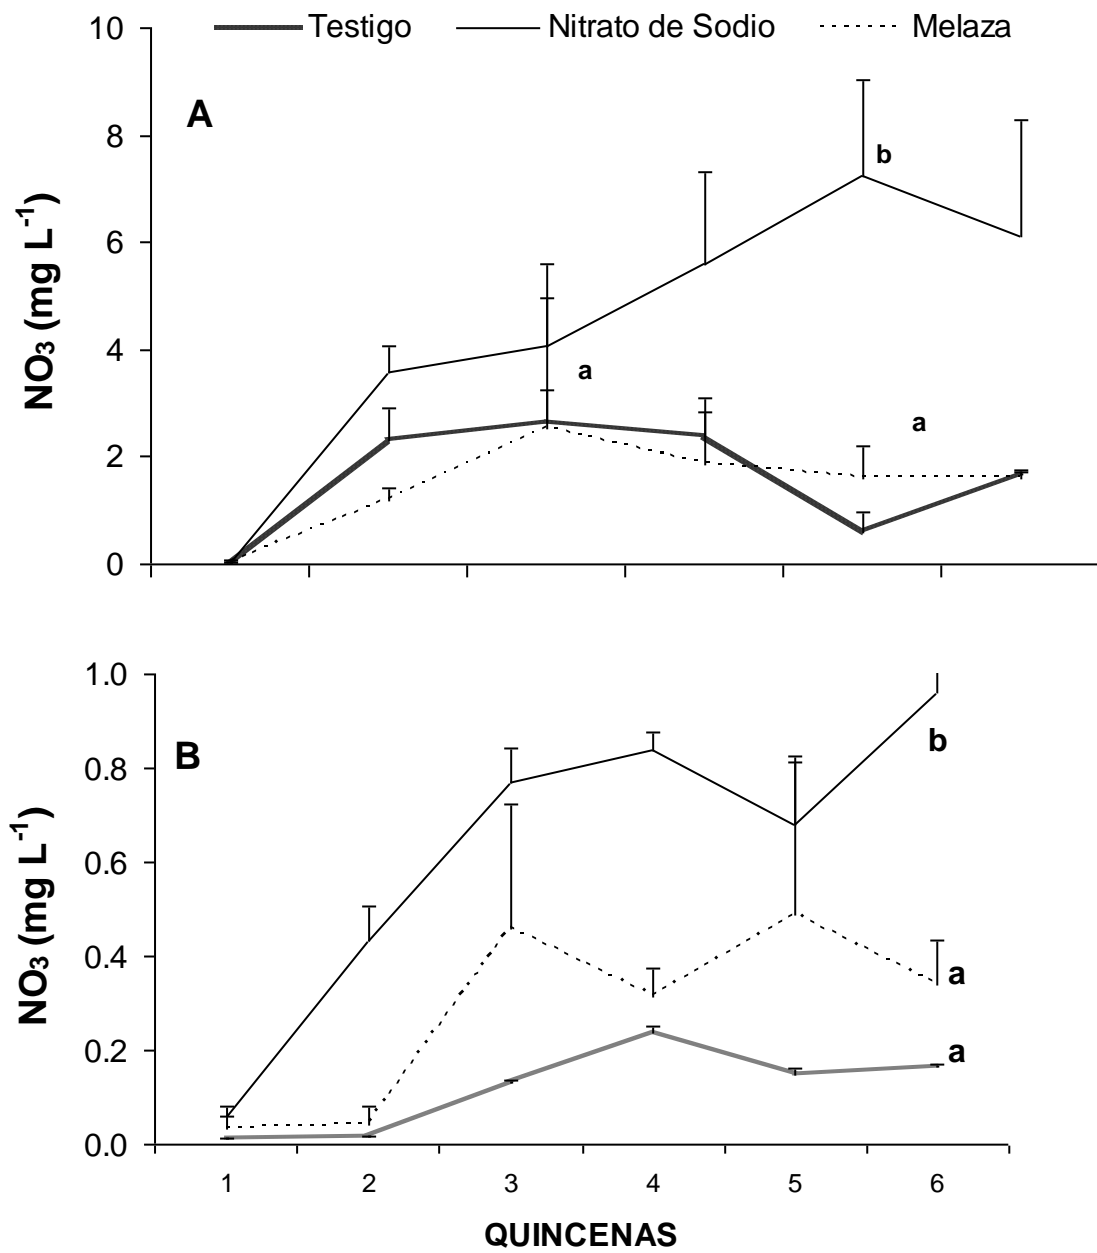 Testigo Nitrato de Sodio Melaza
10
A
8
b
6
NO3 (mg L-1)
4
a
a
2
0
1.0
B
b
0.8
0.6
NO3 (mg L-1)
0.4
a
0.2
a
0.0
1 2 3 4 5 6
QUINCENAS